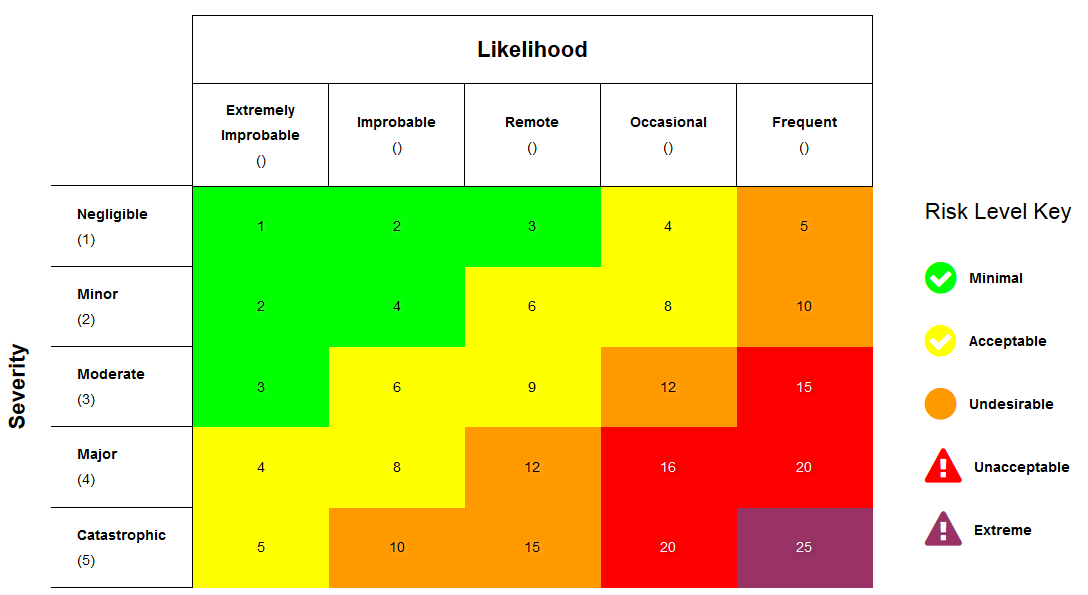 Likelihood
Extremely
Improbable
()
Improbable
()
Remote
()
Occasional
()
Frequent
()
Severity
Negligible
(1)
1
2
3
4
5
Minor
(2)
2
4
6
8
10
Moderate
(3)
3
6
9
12
15
Major
(4)
4
8
12
16
20
Catastrophic
(5)
5
10
15
20
25
Risk Level Key
Minimal
Acceptable
Undesirable
Unacceptable
Extreme